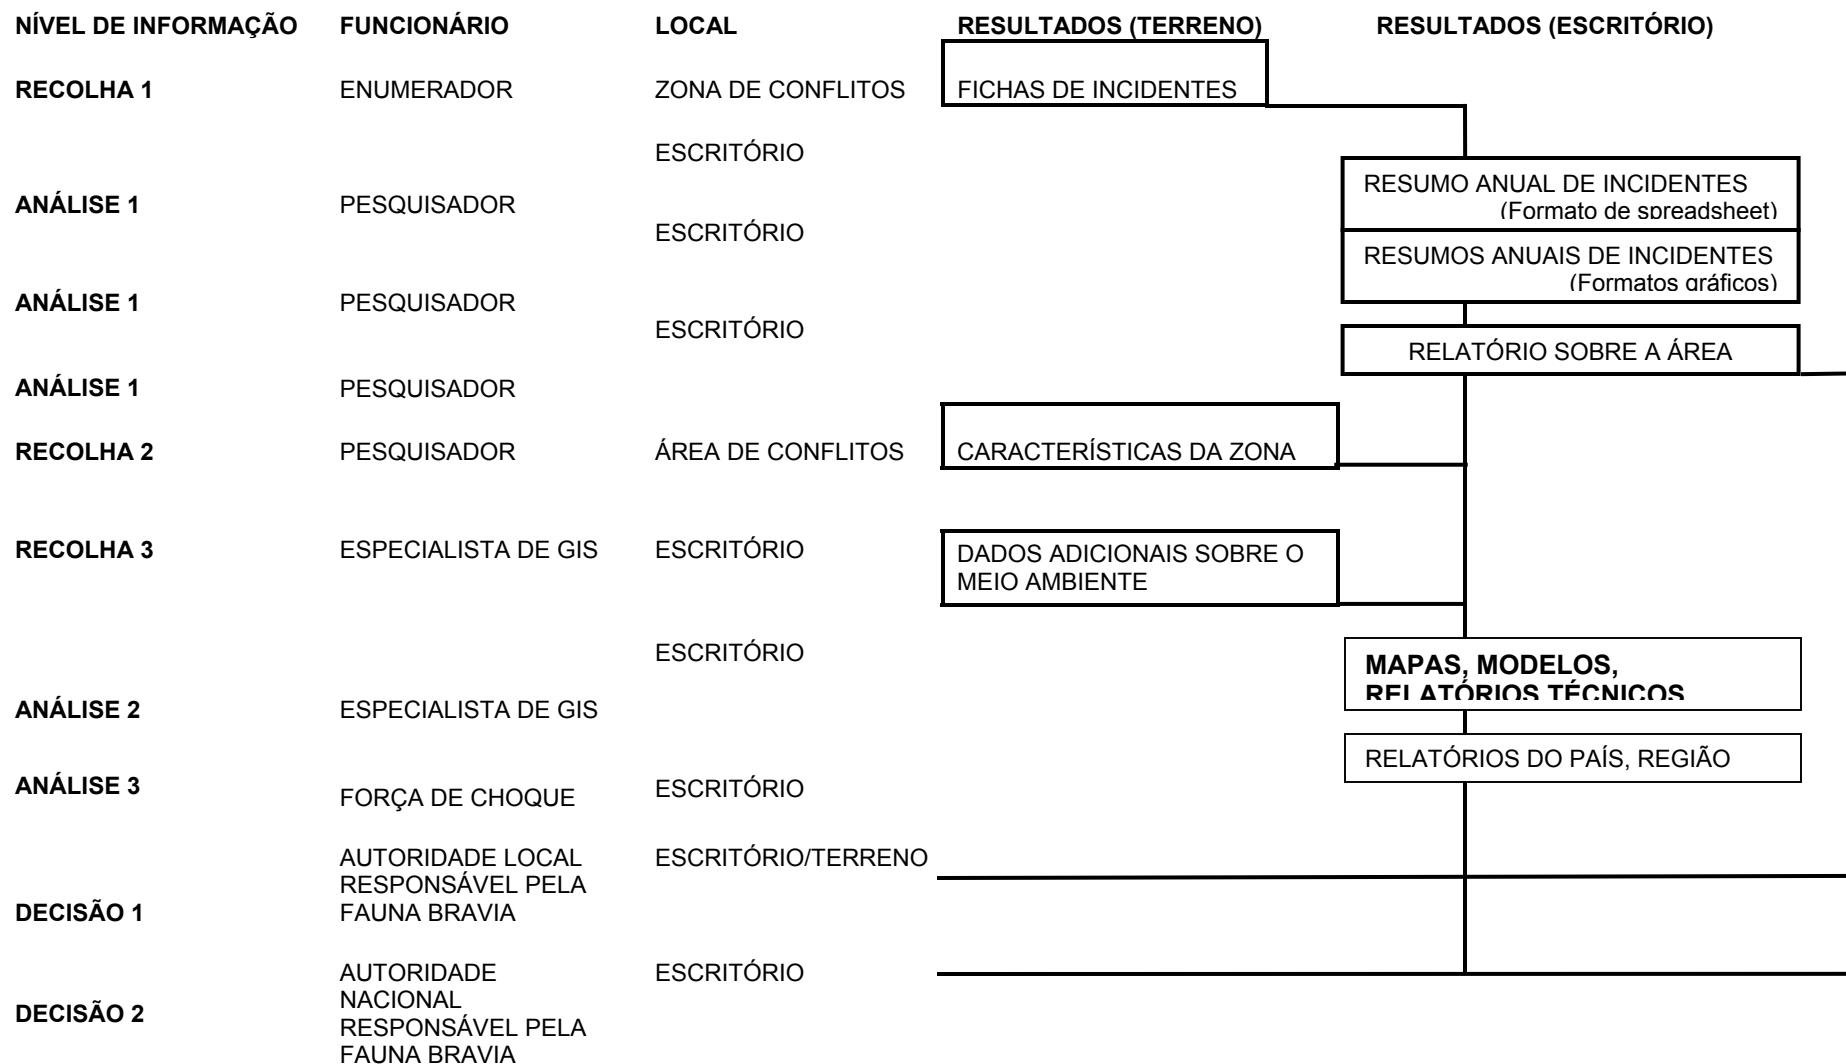 NÍVEL DE INFORMAÇÃO FUNCIONÁRIO LOCAL RESULTADOS (TERRENO) RESULTADOS (ESCRITÓRIO)
RECOLHA 1 ENUMERADOR ZONA DE CONFLITOS FICHAS DE INCIDENTES
ESCRITÓRIO
RESUMO ANUAL DE INCIDENTES
ANÁLISE 1 PESQUISADOR
(Formato de spreadsheet)
ESCRITÓRIO
RESUMOS ANUAIS DE INCIDENTES
(Formatos gráficos)
ANÁLISE 1 PESQUISADOR
ESCRITÓRIO
RELATÓRIO SOBRE A ÁREA
ANÁLISE 1 PESQUISADOR
RECOLHA 2 PESQUISADOR ÁREA DE CONFLITOS CARACTERÍSTICAS DA ZONA
RECOLHA 3 ESPECIALISTA DE GIS ESCRITÓRIO DADOS ADICIONAIS SOBRE O
MEIO AMBIENTE
ESCRITÓRIO
MAPAS, MODELOS,
RELATÓRIOS TÉCNICOS
ANÁLISE 2 ESPECIALISTA DE GIS
RELATÓRIOS DO PAÍS, REGIÃO
ANÁLISE 3 FORÇA DE CHOQUE ESCRITÓRIO
AUTORIDADE LOCAL ESCRITÓRIO/TERRENO
RESPONSÁVEL PELA
DECISÃO 1 FAUNA BRAVIA
AUTORIDADE ESCRITÓRIO
NACIONAL
DECISÃO 2 RESPONSÁVEL PELA
FAUNA BRAVIA